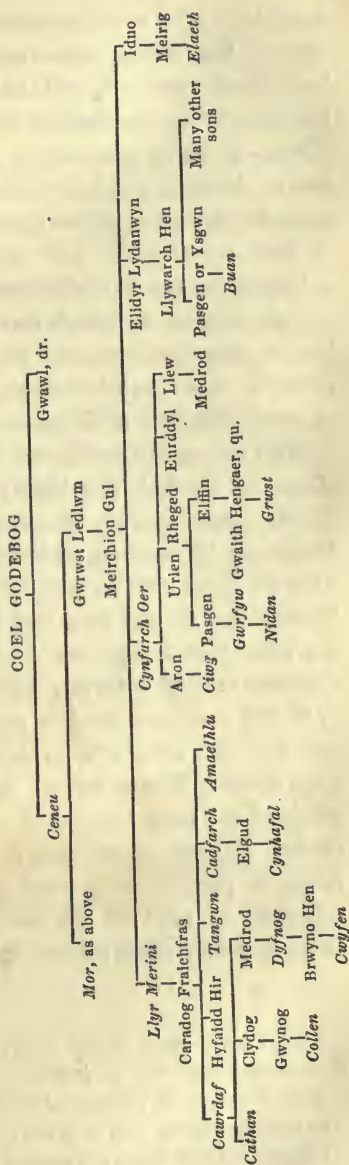 COEL GODEBOG
Ceneu Gwawl, dr.
Mor, as above Gwrwst Ledlwm
Meirchion Gul
Llyr Merini Cynfarch Oer Elidyr Lydanwyn Idno
Caradog Fraichfras Aron Urien Rheged Eurddyl Llew Llywarch Hen Meirig
Cawrdaf Hyfaidd Hir Tangwn Cadfarch Amaelhlu Ciwg Pasgen Elffin Medrod Pasgen or Ysgwn Many other sons Elaeth
Cathan Clydog Medrod Elgud Gwrfyw Gwaith Hengaer, qu. Buan
Gwynog Dyfnog Cynhafal Nidan Grwst
Collen Brwyno Hen
Cwyfen